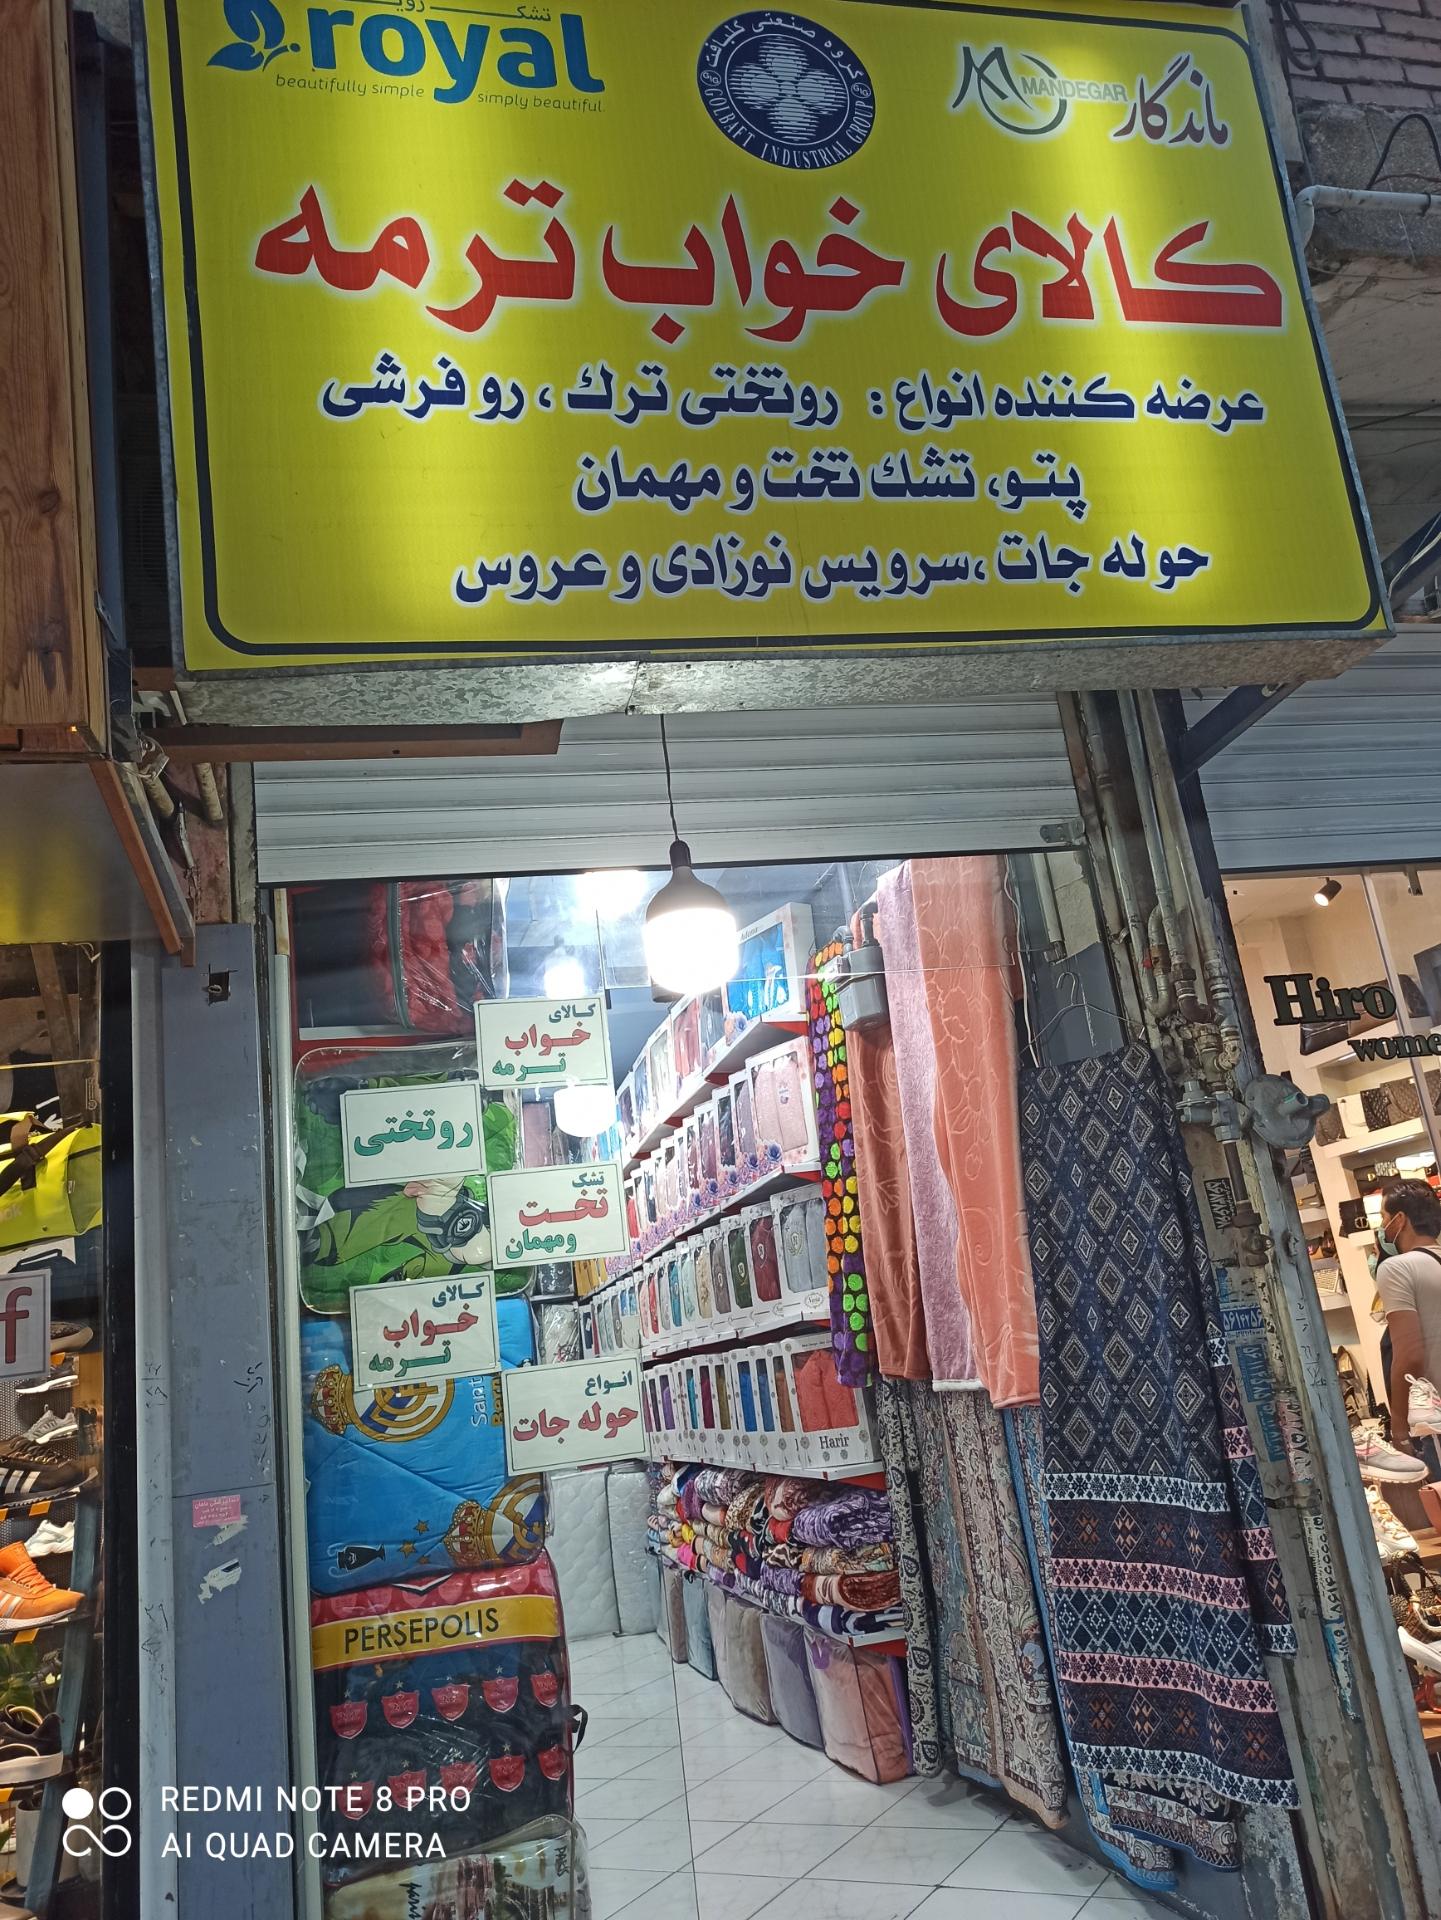 تشک رویـ
royal
beautifully simple simply beautiful.
گروه صنعتی گلبافت
GOLBAFT INDUSTRIAL GROUP
MANDEGAR
ماندگار
کالای خواب ترمه
عرضه کننده انواع : روتختی ترک ، رو فرشی
پتو، تشک تخت و مهمان
حوله جات ،سرویس نوزادی و عروس
کالای
خواب
ترمه
روتختی
تشک
تخت
ومهمان
کالای
خواب
ترمه
انواع
حوله جات
Harir
PERSEPOLIS
Hiro
wome
f
REDMI NOTE 8 PRO
AI QUAD CAMERA